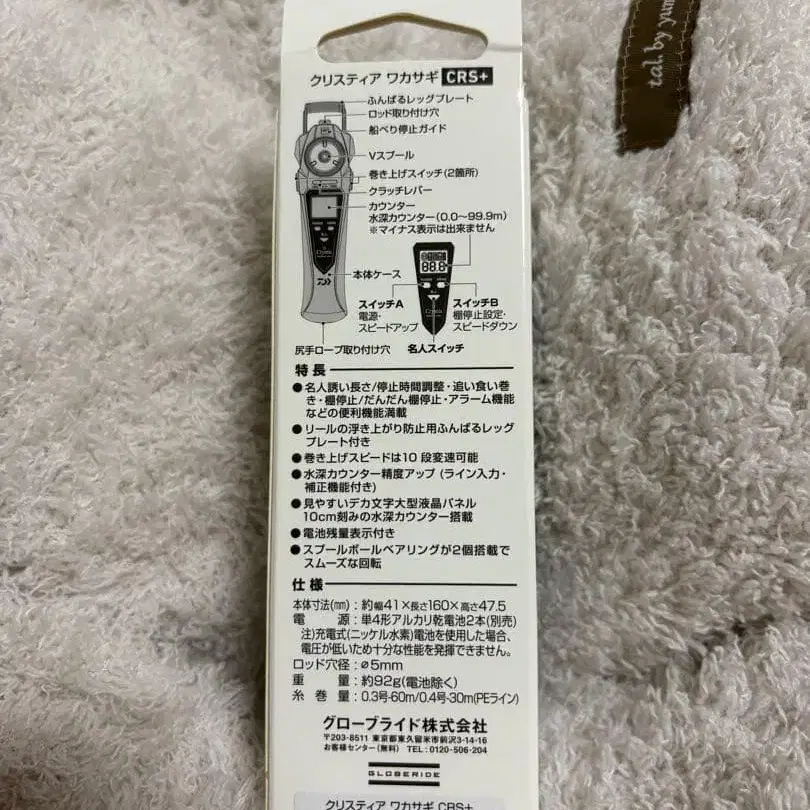 tal. by yum
クリスティア ワカサギ CRS+
ふんばるレッグプレート
ロッド取り付け穴
船べり停止ガイド
Vスプール
巻き上げスイッチ(2箇所)
クラッチレバー
カウンター
水深カウンター(0.0〜99.9m)
※マイナス表示は出来ません
88.8
本体ケース
スイッチA
電源・
スピードアップ
スイッチB
棚停止設定・
スピードダウン
尻手ロープ取り付け穴
名人スイッチ
特長
●名人誘い長さ/停止時間調整・追い食い巻
き・棚停止/だんだん棚停止・アラーム機能
などの便利機能満載
●リールの浮き上がり防止用ふんばるレッグ
プレート付き
●巻き上げスピードは10段変速可能
●水深カウンター精度アップ(ライン入力・
補正機能付き)
●見やすいデカ文字大型液晶パネル
10cm刻みの水深カウンター搭載
●電池残量表示付き
●スプールボールベアリングが2個搭載で
スムーズな回転
仕様
本体寸法(mm):約幅41×長さ160×高さ47.5
電源:単4形アルカリ乾電池2本(別売)
注)充電式(ニッケル水素)電池を使用した場合、
電圧が低いため十分な性能を発揮できません。
ロッド穴径:ø5mm
重量:約92g(電池除く)
糸巻量:0.3号-60m/0.4号-30m(PEライン)
グローブライド株式会社
〒203-8511 東京都東久留米市前沢3-14-16
お客様センター(無料) TEL:0120-506-204
GLOBERIDE
クリスティア ワカサギ CRS+